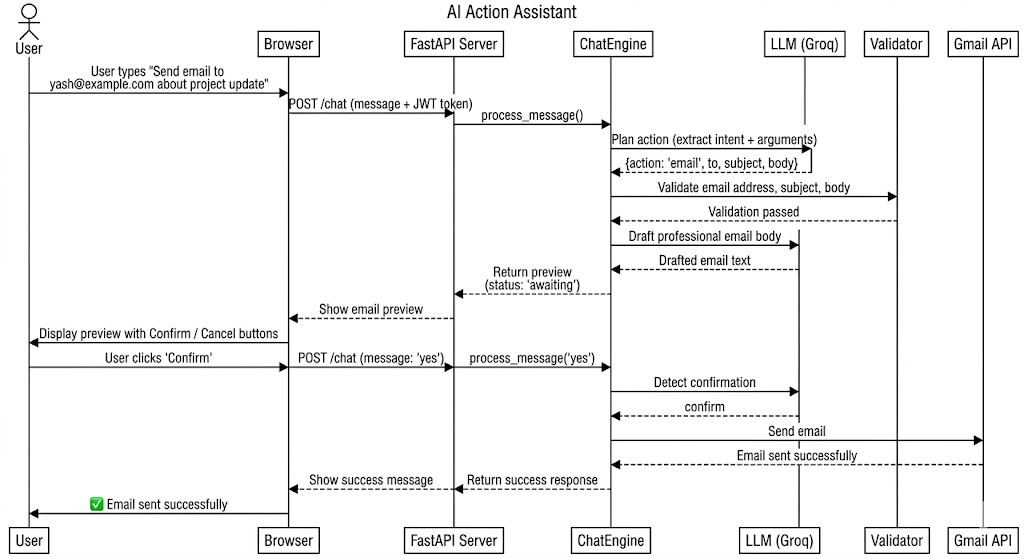 AI Action Assistant
User
Browser
FastAPI Server
ChatEngine
LLM (Groq)
Validator
Gmail API
User types "Send email to
yash@example.com about project update"
POST /chat (message + JWT token)
process_message()
Plan action (extract intent + arguments)
{action: 'email', to, subject, body}
Validate email address, subject, body
Validation passed
Draft professional email body
Drafted email text
Return preview
(status: 'awaiting')
Show email preview
Display preview with Confirm / Cancel buttons
User clicks 'Confirm'
POST /chat (message: 'yes')
process_message('yes')
Detect confirmation
confirm
Send email
Email sent successfully
Return success response
Show success message
✅ Email sent successfully
User
Browser
FastAPI Server
ChatEngine
LLM (Groq)
Validator
Gmail API